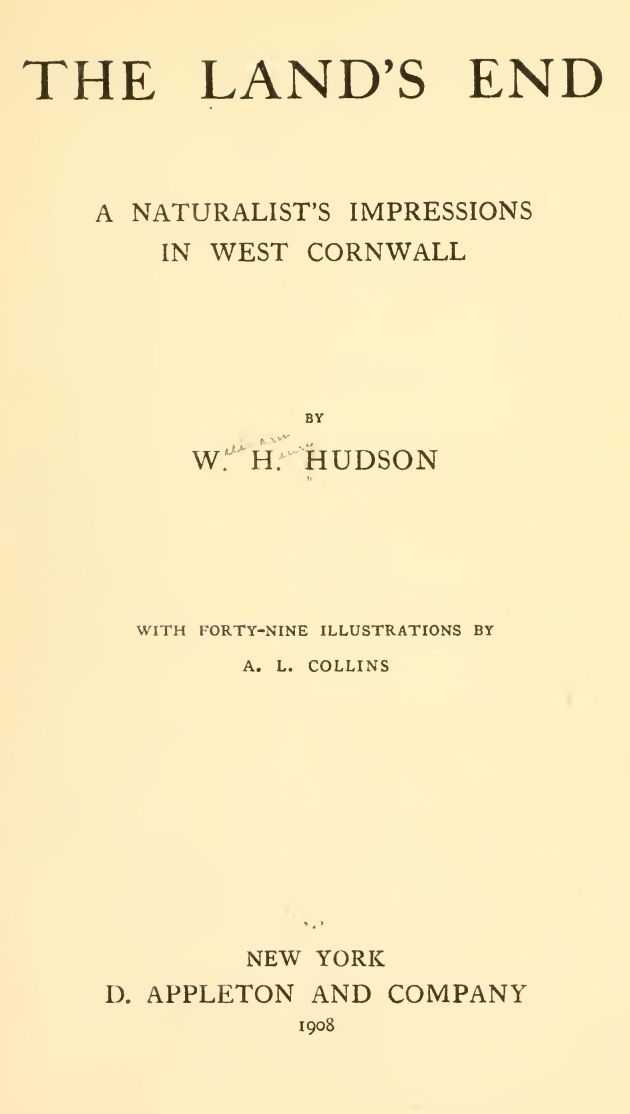 THE LAND'S END
A NATURALIST'S IMPRESSIONS
IN WEST CORNWALL
BY
W. H. HUDSON
WITH FORTY-NINE ILLUSTRATIONS BY
A. L. COLLINS
NEW YORK
D. APPLETON AND COMPANY
1908